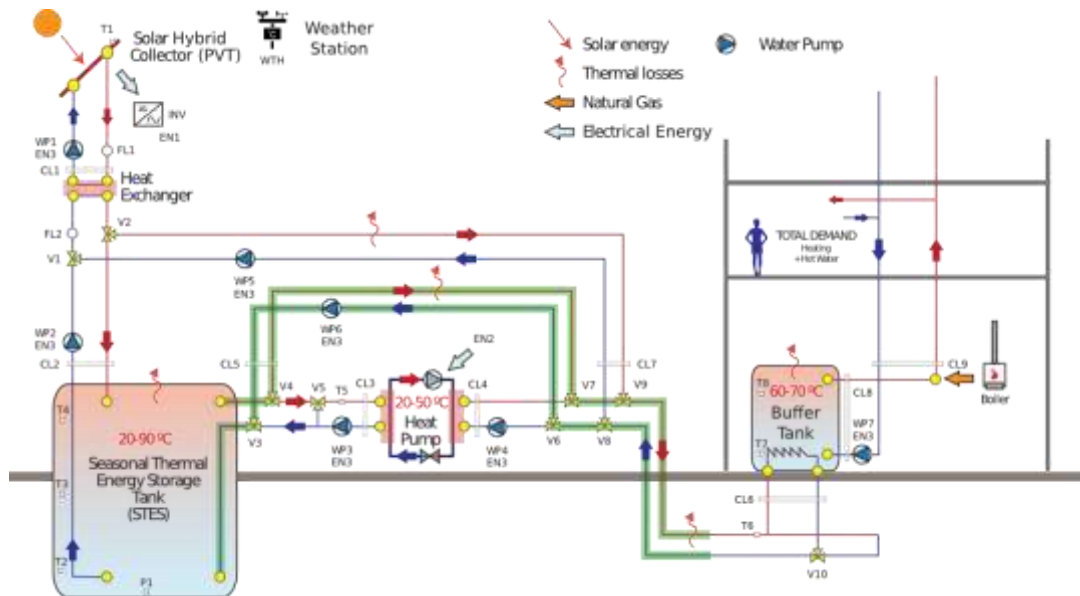 T1
Solar Hybrid
Collector (PVT)
WTH
Weather
Station
Solar energy
Thermal losses
Natural Gas
Electrical Energy
Water Pump
INV
EN1
WP1
EN3
FL1
CL1
Heat
Exchanger
V2
FL2
V1
WP5
EN3
TOTAL DEMAND
Heating
+Hot Water
WP2
EN3
CL2
WP6
EN3
CL5
EN2
CL7
CL9
Boiler
V4
V5
T5
CL3
20-50 ºC
Heat
Pump
CL4
V7
V9
T8
60-70 ºC
Buffer
Tank
T7
CL8
WP7
EN3
V3
WP3
EN3
WP4
EN3
V6
V8
T4
20-90 ºC
Seasonal Thermal
Energy Storage
Tank
(STES)
T3
T2
P1
CL6
T6
V10